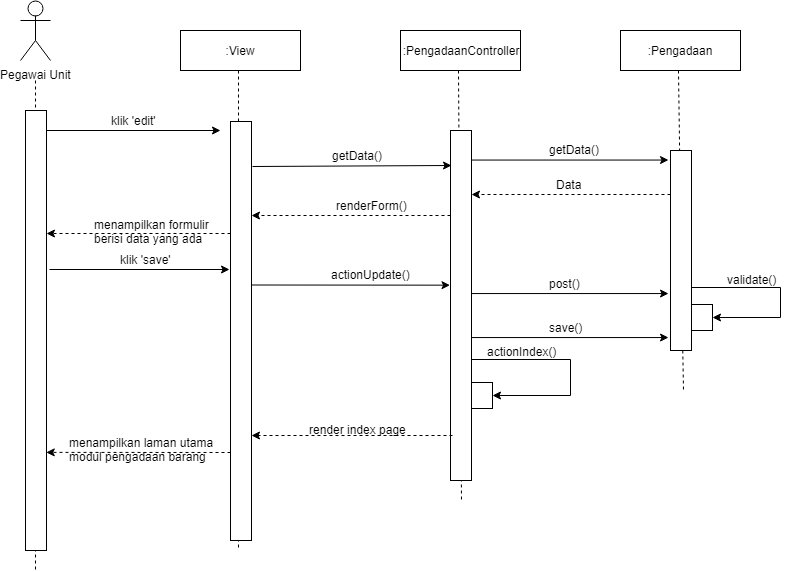 :View
:PengadaanController
:Pengadaan
Pegawai Unit
klik 'edit'
getData()
getData()
Data
renderForm()
menampilkan formulir
berisi data yang ada
klik 'save'
actionUpdate()
post()
validate()
save()
actionIndex()
render index page
menampilkan laman utama
modul pengadaan barang